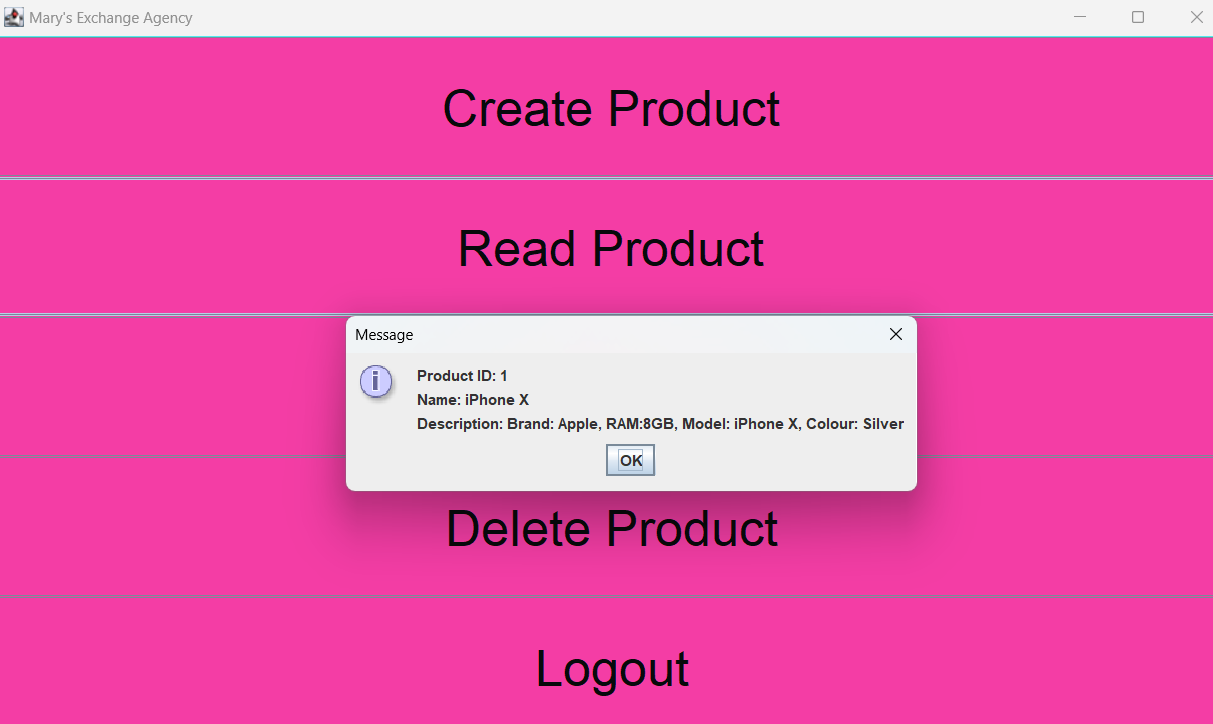 Mary's Exchange Agency
Create Product
Read Product
Message
i
Product ID: 1
Name: iPhone X
Description: Brand: Apple, RAM:8GB, Model: iPhone X, Colour: Silver
OK
Delete Product
Logout